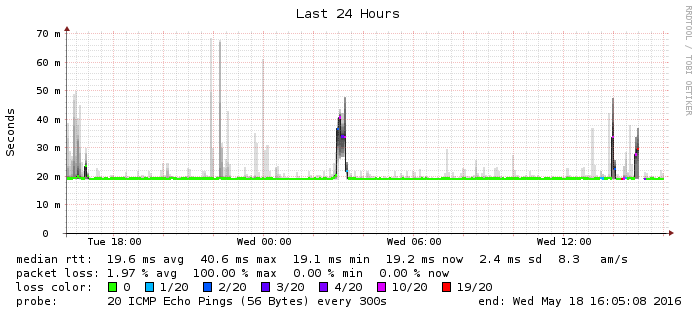 Last 24 Hours
RRDTOOL / TOBI OETIKER
Seconds
70 m
60 m
50 m
40 m
30 m
20 m
10 m
0
Tue 18:00 Wed 00:00 Wed 06:00 Wed 12:00
median rtt: 19.6 ms avg 40.6 ms max 19.1 ms min 19.2 ms now 2.4 ms sd 8.3 am/s
packet loss: 1.97 % avg 100.00 % max 0.00 % min 0.00 % now
loss color: 0 1/20 2/20 3/20 4/20 10/20 19/20
probe: 20 ICMP Echo Pings (56 Bytes) every 300s end: Wed May 18 16:05:08 2016